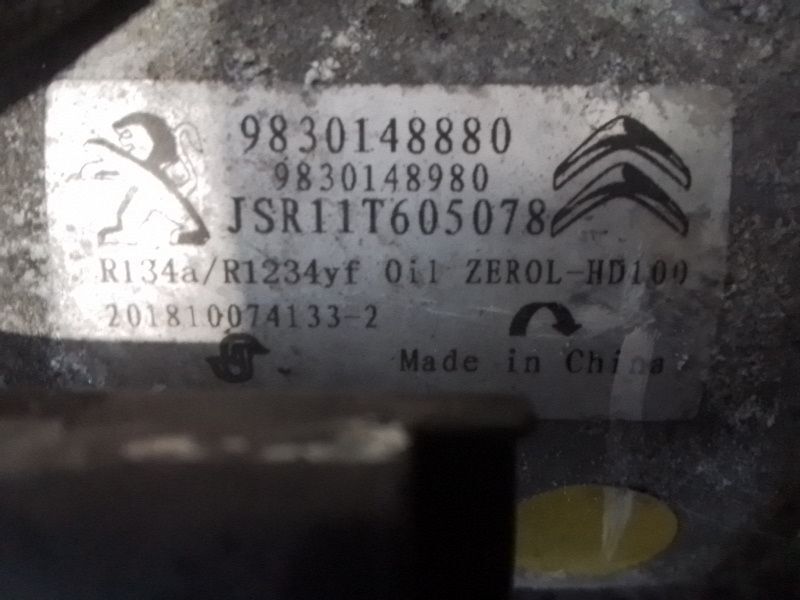 9830148880
9830148980
JSR11T605078
R134a/R1234yf Oil ZEROL-HD100
201810074133-2
Made in China